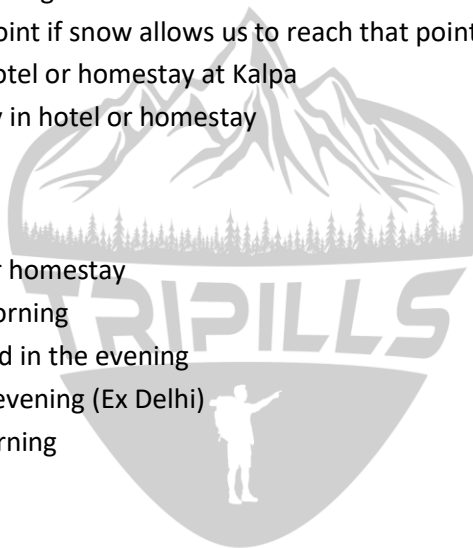 oint if snow allows us to reach that point
otel or homestay at Kalpa
y in hotel or homestay
r homestay
TRIPILLS
orning
d in the evening
evening (Ex Delhi)
rning